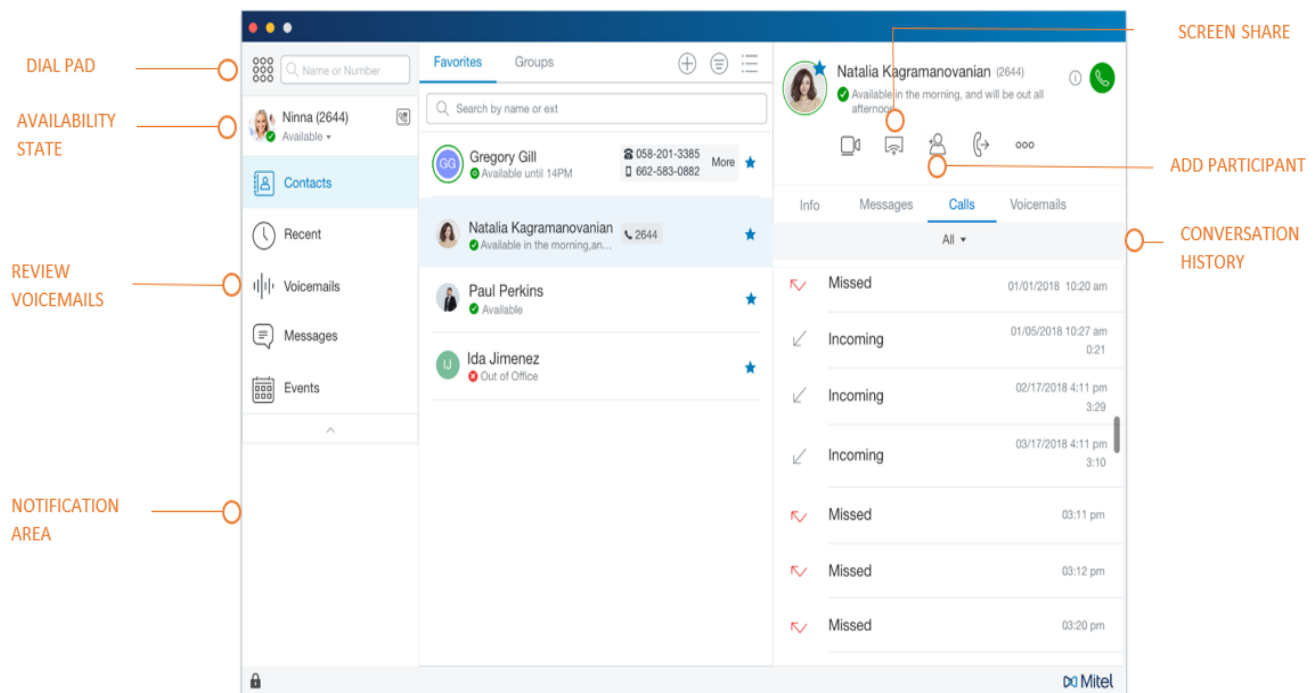 DIAL PAD
AVAILABILITY
STATE
REVIEW
VOICEMAILS
NOTIFICATION
AREA
Name or Number
Ninna (2644)
Available
Contacts
Recent
Voicemails
Messages
Events
Favorites Groups
Search by name or ext
GG Gregory Gill
Available until 14PM
058-201-3385
662-583-0882
More
Natalia Kagramanovanian
Available in the morning,an...
2644
Paul Perkins
Available
IJ Ida Jimenez
Out of Office
Natalia Kagramanovanian (2644)
Available in the morning, and will be out all
afternoon
Info Messages Calls Voicemails
All
Missed 01/01/2018 10:20 am
Incoming 01/05/2018 10:27 am
0:21
Incoming 02/17/2018 4:11 pm
3:29
Incoming 03/17/2018 4:11 pm
3:10
Missed 03:11 pm
Missed 03:12 pm
Missed 03:20 pm
Mitel
SCREEN SHARE
ADD PARTICIPANT
CONVERSATION
HISTORY